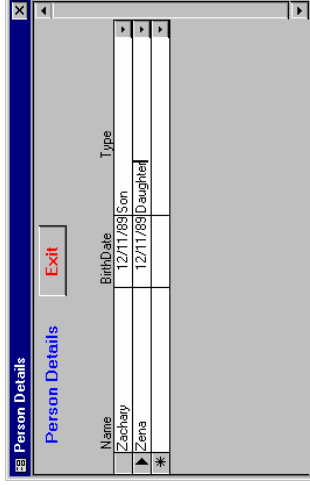 Person Details
Person Details Exit
Name BirthDate Type
Zachary 12/11/89 Son
Zena 12/11/89 Daughter